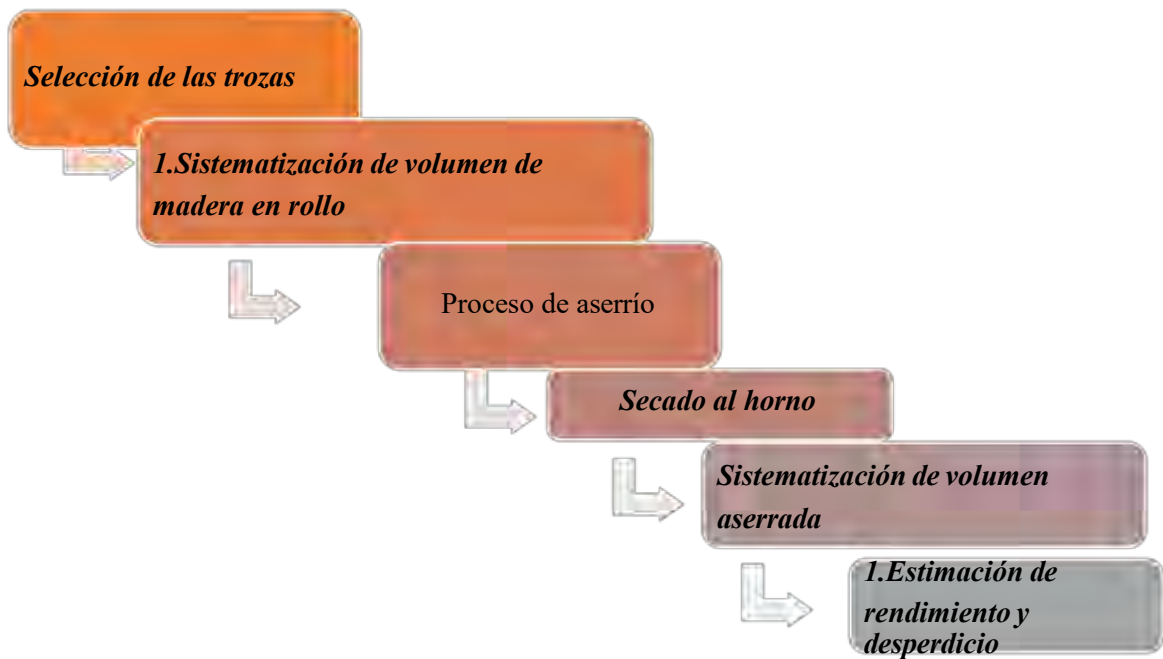 Selección de las trozas
1.Sistematización de volumen de
madera en rollo
Proceso de aserrío
Secado al horno
Sistematización de volumen
aserrada
1.Estimación de
rendimiento y
desperdicio